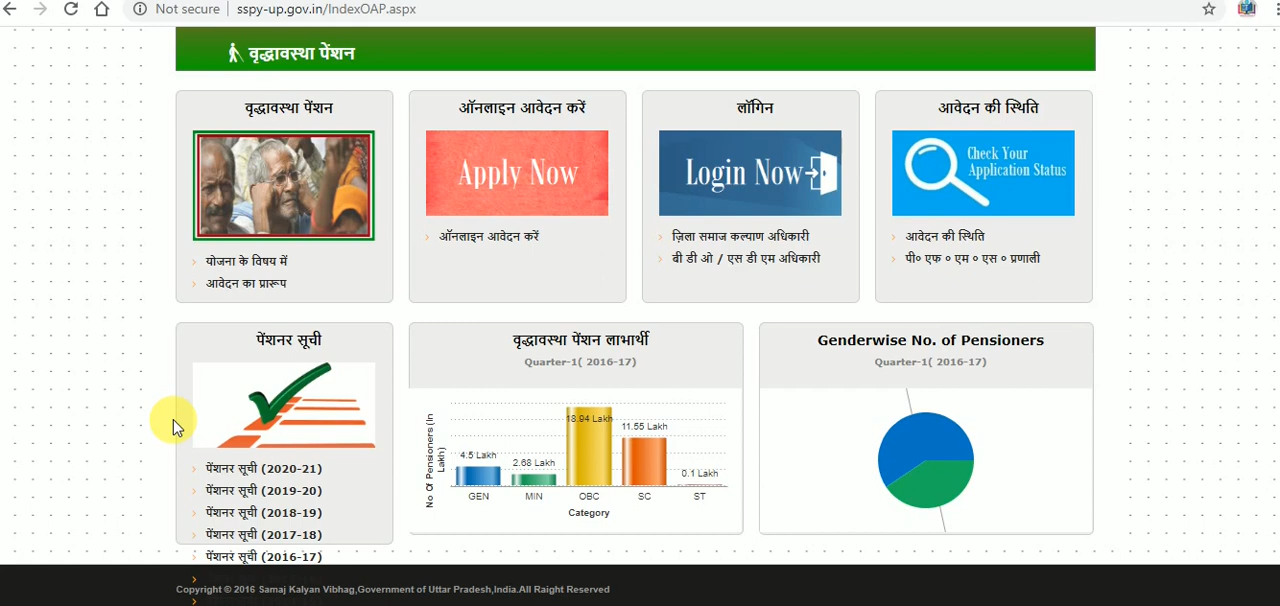 Not secure
sspy-up.gov.in/IndexOAP.aspx
वृद्धावस्था पेंशन
वृद्धावस्था पेंशन
योजना के विषय में
आवेदन का प्रारूप
ऑनलाइन आवेदन करें
Apply Now
ऑनलाइन आवेदन करें
लॉगिन
Login Now
ज़िला समाज कल्याण अधिकारी
बी डी ओ / एस डी एम अधिकारी
आवेदन की स्थिति
Check Your
Application Status
आवेदन की स्थिति
पी० एफ ० एम ० एस ० प्रणाली
पेंशनर सूची
पेंशनर सूची (2020-21)
पेंशनर सूची (2019-20)
पेंशनर सूची (2018-19)
पेंशनर सूची (2017-18)
पेंशनर सूची (2016-17)
वृद्धावस्था पेंशन लाभार्थी
Quarter-1( 2016-17)
No Of Pensioners (In
Lakh)
4.5 Lakh
2.68 Lakh
18.94 Lakh
11.55 Lakh
0.1 Lakh
GEN
MIN
OBC
SC
ST
Category
Genderwise No. of Pensioners
Quarter-1( 2016-17)
Copyright © 2016 Samaj Kalyan Vibhag,Government of Uttar Pradesh,India.All Raight Reserved